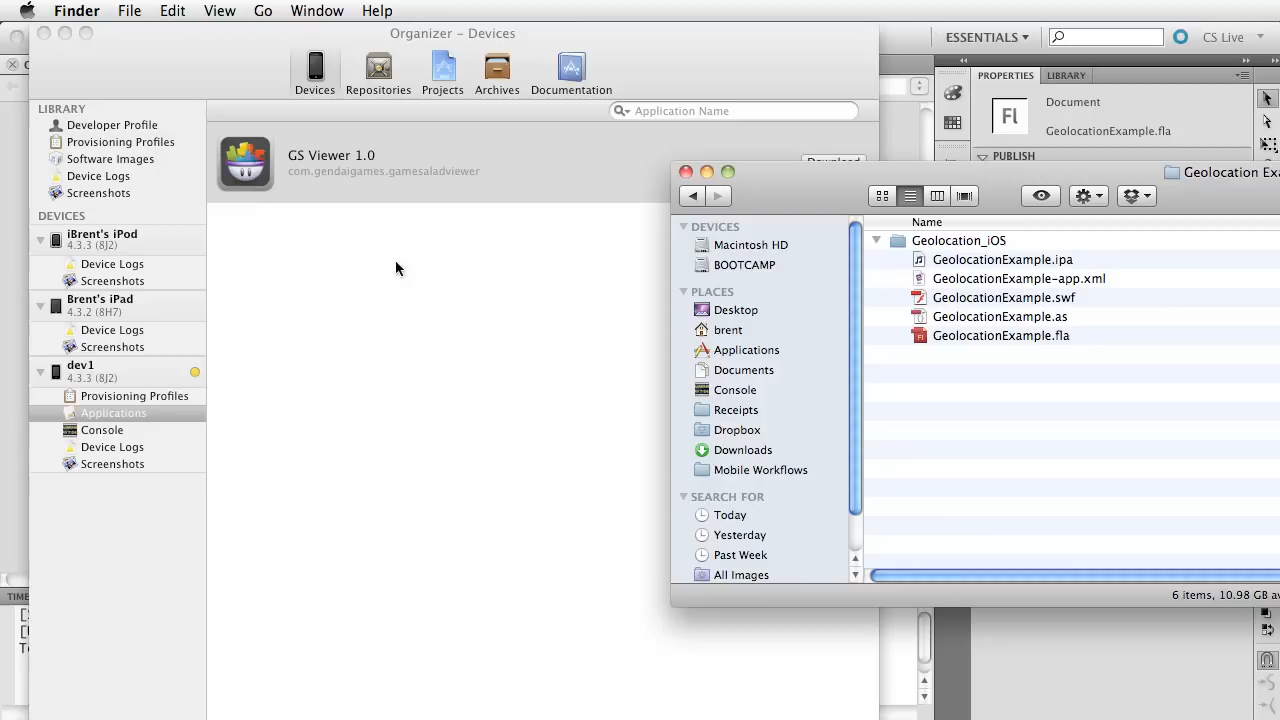 Finder File Edit View Go Window Help
Organizer – Devices
ESSENTIALS
CS Live
Devices Repositories Projects Archives Documentation
PROPERTIES LIBRARY
Document
Fl
GeolocationExample.fla
PUBLISH
LIBRARY
Developer Profile
Provisioning Profiles
Software Images
Device Logs
Screenshots
DEVICES
iBrent's iPod
4.3.3 (8J2)
Device Logs
Screenshots
Brent's iPad
4.3.2 (8H7)
Device Logs
Screenshots
dev1
4.3.3 (8J2)
Provisioning Profiles
Applications
Console
Device Logs
Screenshots
Application Name
GS Viewer 1.0
com.gendaigames.gamesaladviewer
Download
Geolocation Exa
DEVICES
Macintosh HD
BOOTCAMP
PLACES
Desktop
brent
Applications
Documents
Console
Receipts
Dropbox
Downloads
Mobile Workflows
SEARCH FOR
Today
Yesterday
Past Week
All Images
Name
Geolocation_iOS
GeolocationExample.ipa
GeolocationExample-app.xml
GeolocationExample.swf
GeolocationExample.as
GeolocationExample.fla
6 items, 10.98 GB av
TIME